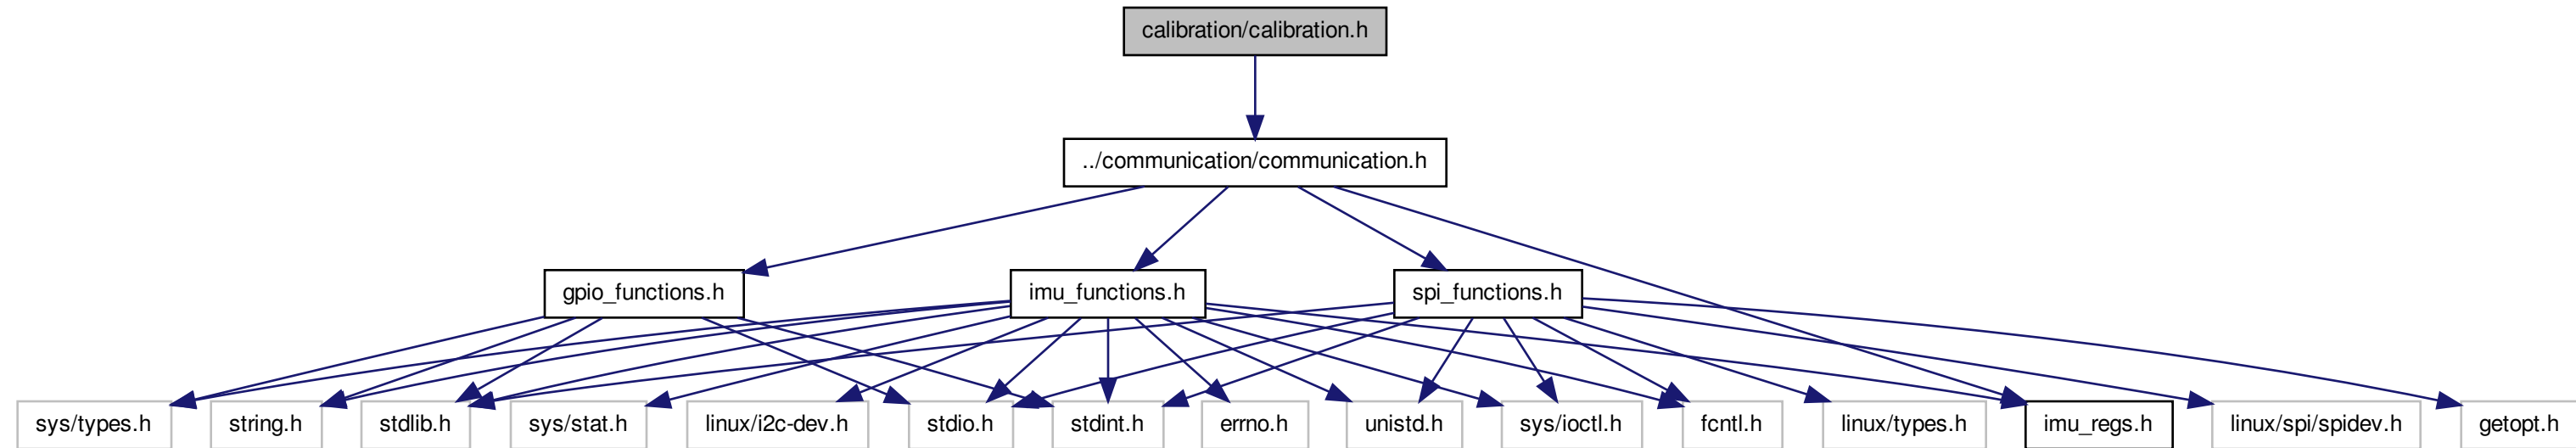 calibration/calibration.h
../communication/communication.h
gpio_functions.h
imu_functions.h
spi_functions.h
sys/types.h
string.h
stdlib.h
sys/stat.h
linux/i2c-dev.h
stdio.h
stdint.h
errno.h
unistd.h
sys/ioctl.h
fcntl.h
linux/types.h
imu_regs.h
linux/spi/spidev.h
getopt.h